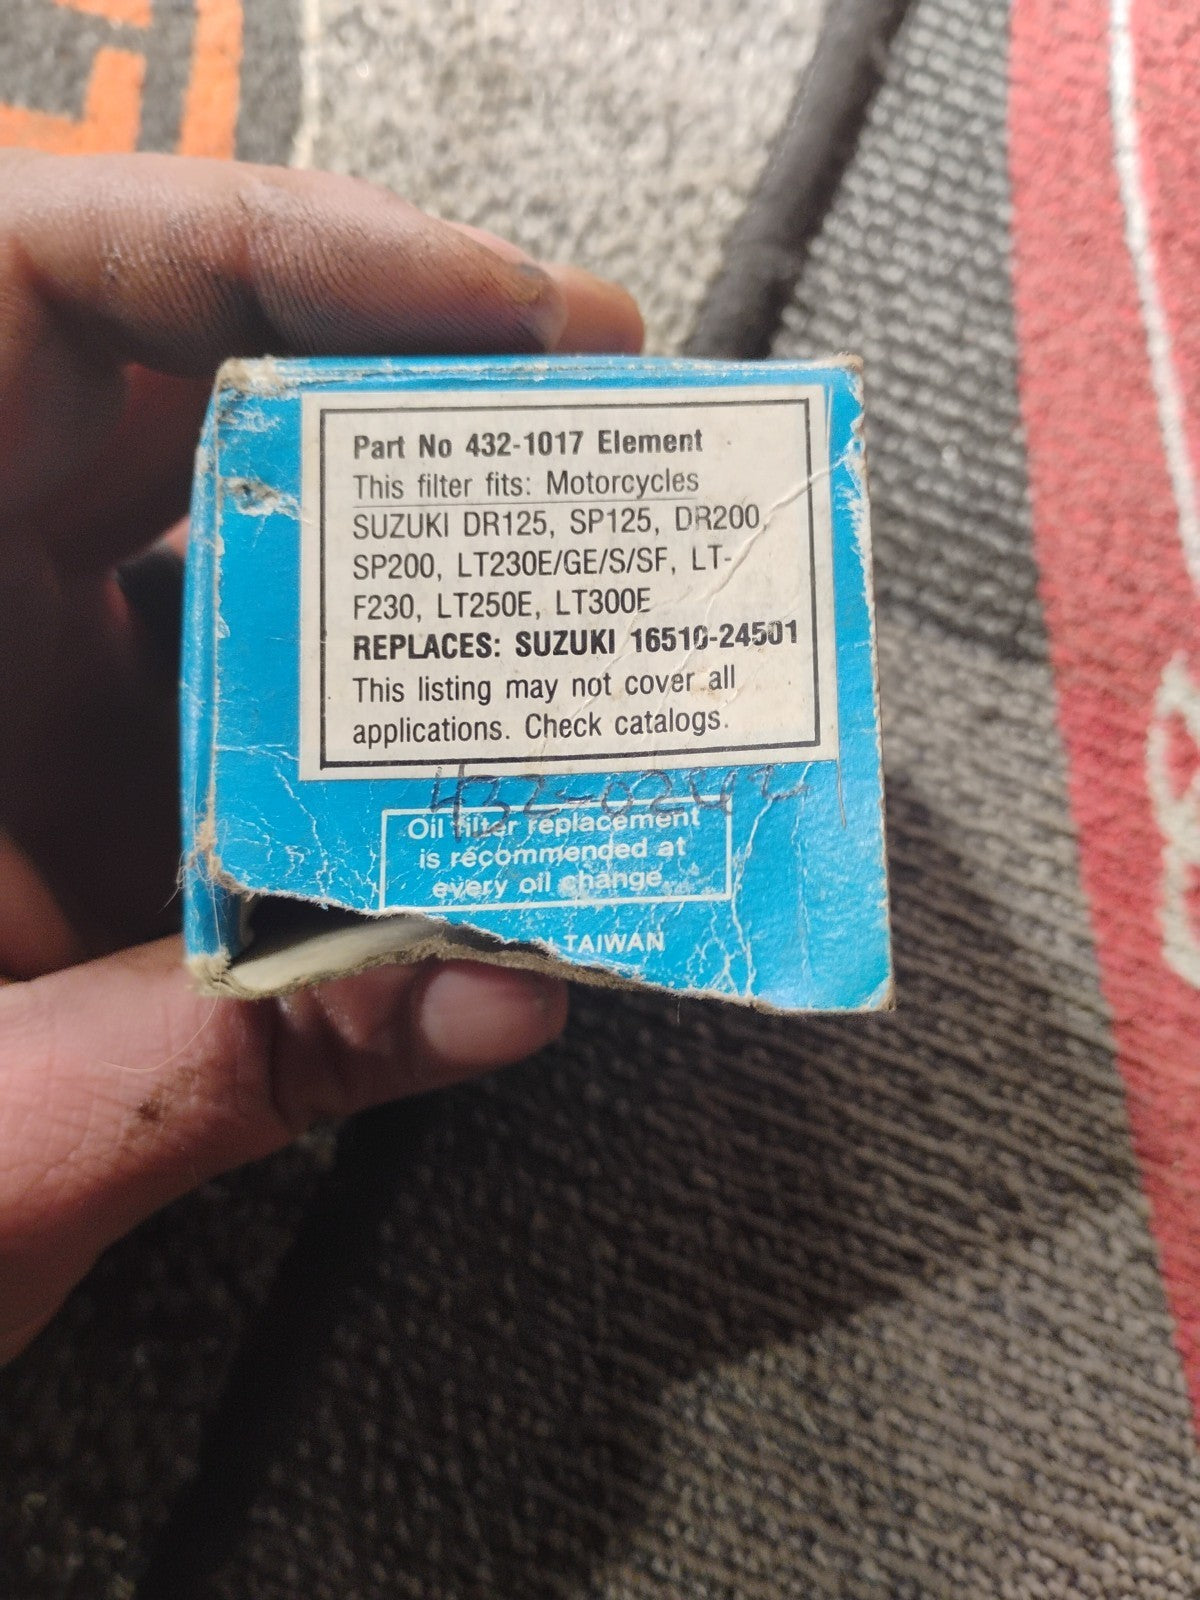 Part No 432-1017 Element
This filter fits: Motorcycles
SUZUKI DR125, SP125, DR200,
SP200, LT230E/GE/S/SF, LT-
F230, LT250E, LT300E
REPLACES: SUZUKI 16510-24501
This listing may not cover all
applications. Check catalogs.
Oil filter replacement
is recommended at
every oil change.
TAIWAN